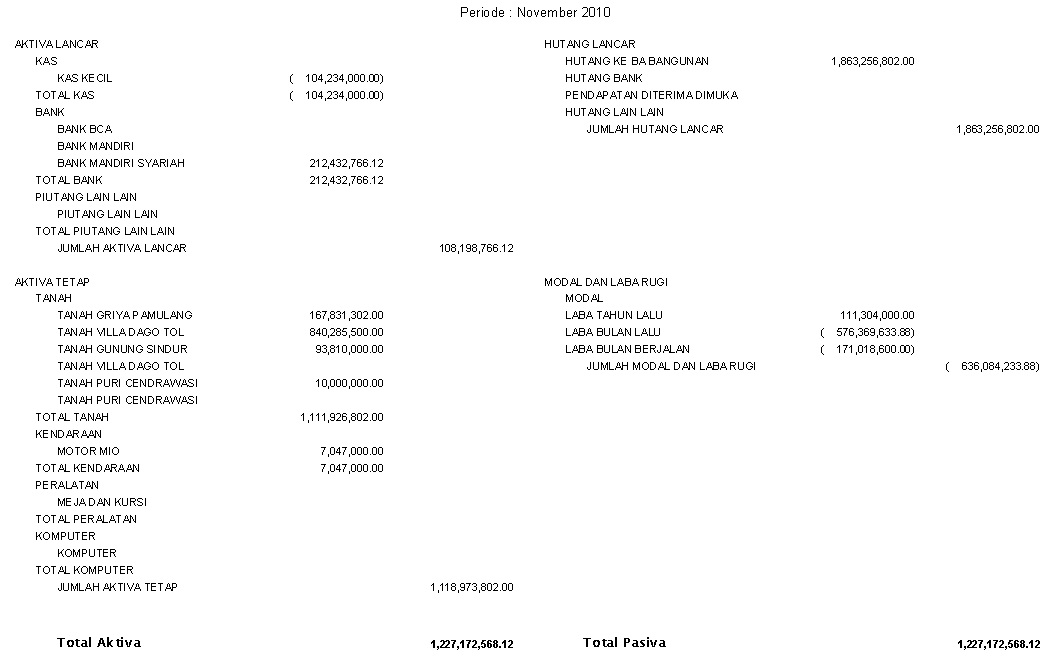 Periode : November 2010
AKTIVA LANCAR
KAS
KAS KECIL ( 104,234,000.00)
TOTAL KAS ( 104,234,000.00)
BANK
BANK BCA
BANK MANDIRI
BANK MANDIRI SYARIAH 212,432,766.12
TOTAL BANK 212,432,766.12
PIUTANG LAIN LAIN
PIUTANG LAIN LAIN
TOTAL PIUTANG LAIN LAIN
JUMLAH AKTIVA LANCAR 108,198,766.12
HUTANG LANCAR
HUTANG KE BA BANGUNAN 1,863,256,802.00
HUTANG BANK
PENDAPATAN DITERIMA DIMUKA
HUTANG LAIN LAIN
JUMLAH HUTANG LANCAR 1,863,256,802.00
AKTIVA TETAP
TANAH
TANAH GRIYA PAMULANG 167,831,302.00
TANAH VILLA DAGO TOL 840,285,500.00
TANAH GUNUNG SINDUR 93,810,000.00
TANAH VILLA DAGO TOL
TANAH PURI CENDRAWASI 10,000,000.00
TANAH PURI CENDRAWASI
TOTAL TANAH 1,111,926,802.00
KENDARAAN
MOTOR MIO 7,047,000.00
TOTAL KENDARAAN 7,047,000.00
PERALATAN
MEJA DAN KURSI
TOTAL PERALATAN
KOMPUTER
KOMPUTER
TOTAL KOMPUTER
JUMLAH AKTIVA TETAP 1,118,973,802.00
MODAL DAN LABA RUGI
MODAL
LABA TAHUN LALU 111,304,000.00
LABA BULAN LALU ( 576,369,633.88)
LABA BULAN BERJALAN ( 171,018,600.00)
JUMLAH MODAL DAN LABA RUGI ( 636,084,233.88)
Total Aktiva 1,227,172,568.12
Total Pasiva 1,227,172,568.12